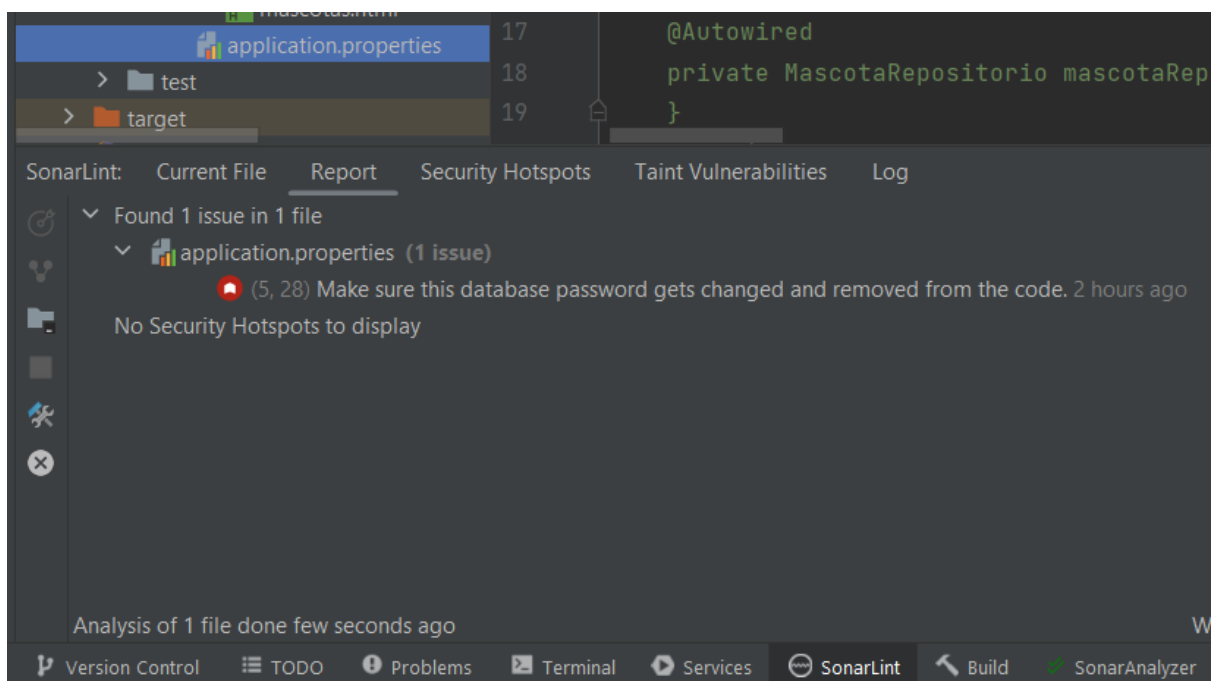 mascotas.html
application.properties
test
target
17 @Autowired
18 private MascotaRepositorio mascotaRep
19 }
SonarLint: Current File Report Security Hotspots Taint Vulnerabilities Log
Found 1 issue in 1 file
application.properties (1 issue)
(5, 28) Make sure this database password gets changed and removed from the code. 2 hours ago
No Security Hotspots to display
Analysis of 1 file done few seconds ago
W
Version Control TODO Problems Terminal Services SonarLint Build SonarAnalyzer